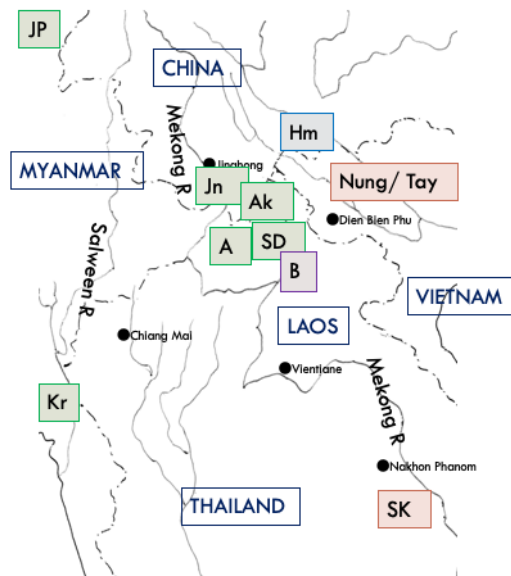 JP
CHINA
Mekong R
Hm
MYANMAR
Jinghong
Nung/ Tay
Jn
Ak
Dien Bien Phu
Salween R
A
SD
B
VIETNAM
LAOS
Chiang Mai
Vientiane
Mekong R
Kr
Nakhon Phanom
THAILAND
SK